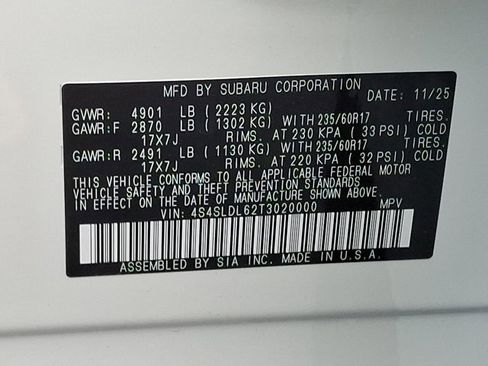 MFD BY SUBARU CORPORATION
DATE: 11/25
GVWR: 4901 LB (2223 KG)
GAWR:F 2870 LB (1302 KG) WITH 235/60R17 TIRES.
17X7J RIMS. AT 230 KPA (33 PSI) COLD
GAWR:R 2491 LB (1130 KG) WITH 235/60R17 TIRES.
17X7J RIMS. AT 220 KPA (32 PSI) COLD
THIS VEHICLE CONFORMS TO ALL APPLICABLE FEDERAL MOTOR
VEHICLE SAFETY THEFT PREVENTION STANDARDS
IN EFFECT ON THE DATE OF MANUFACTURE SHOWN ABOVE.
VIN: 4S4SLDL62T3020000 MPV
ASSEMBLED BY SIA INC. MADE IN U.S.A.